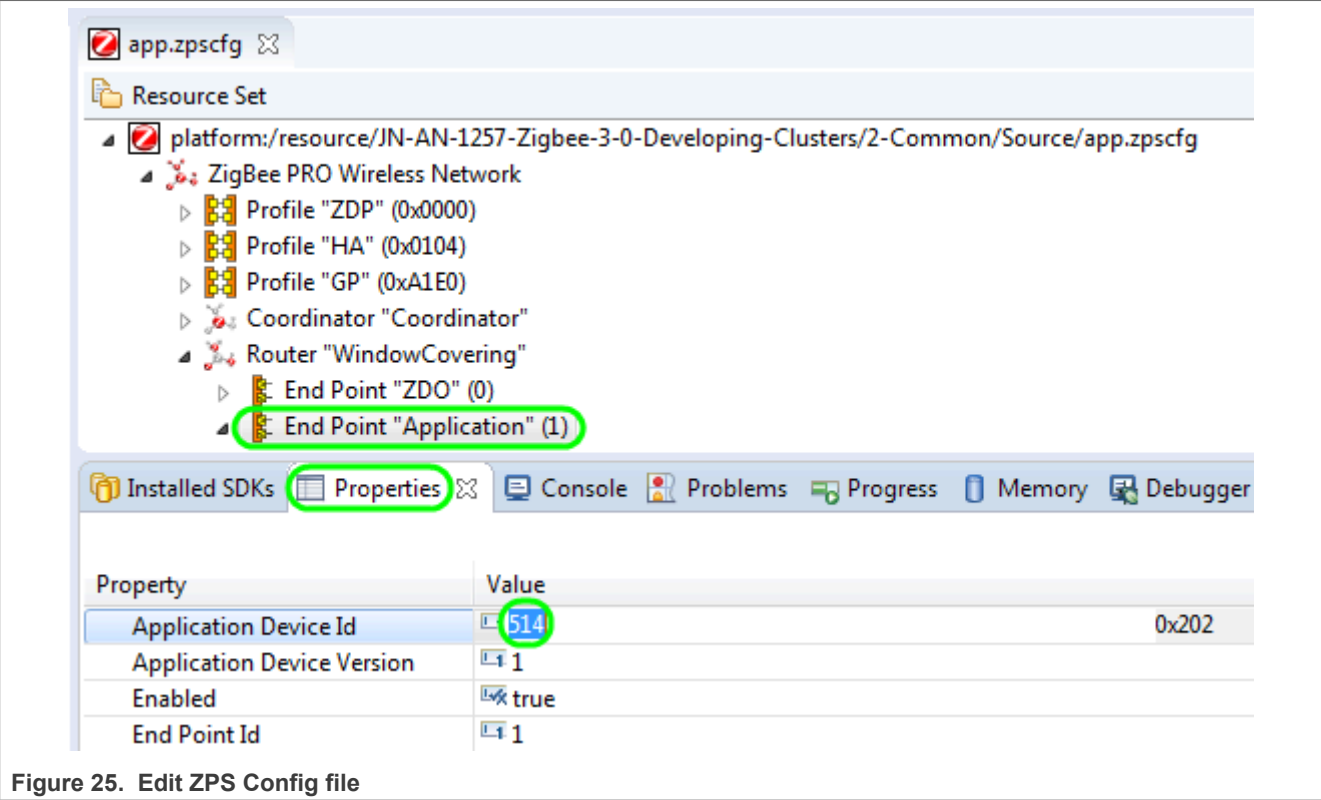 app.zpscfg
Resource Set
platform:/resource/JN-AN-1257-Zigbee-3-0-Developing-Clusters/2-Common/Source/app.zpscfg
ZigBee PRO Wireless Network
Profile "ZDP" (0x0000)
Profile "HA" (0x0104)
Profile "GP" (0xA1E0)
Coordinator "Coordinator"
Router "WindowCovering"
End Point "ZDO" (0)
End Point "Application" (1)
Installed SDKs Properties Console Problems Progress Memory Debugger
Property Value
Application Device Id 514 0x202
Application Device Version 1
Enabled true
End Point Id 1
Figure 25. Edit ZPS Config file